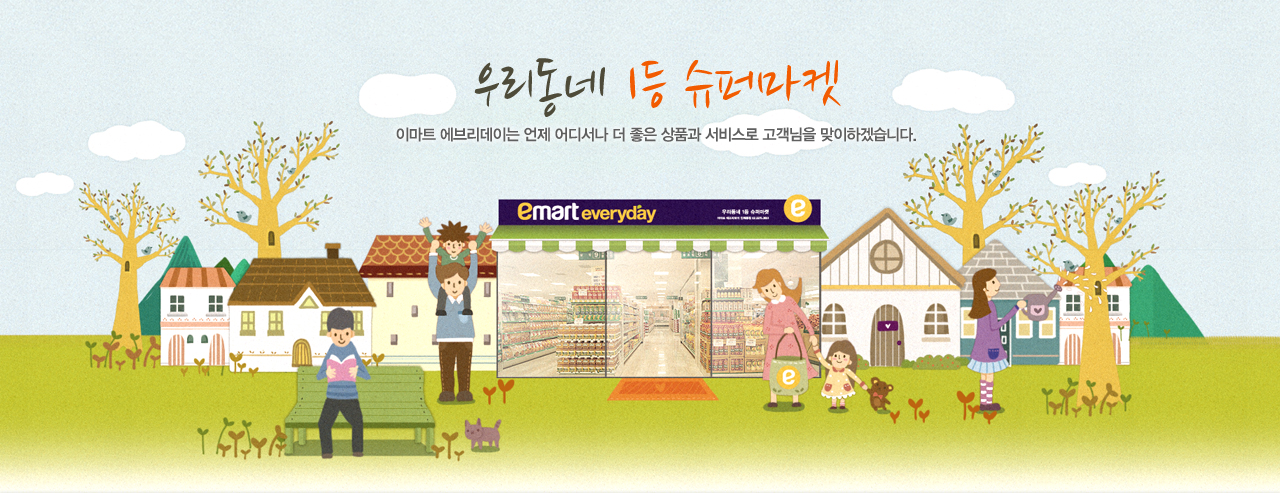 우리동네 1등 슈퍼마켓
이마트 에브리데이는 언제 어디서나 더 좋은 상품과 서비스로 고객님을 맞이하겠습니다.
emart everyday
우리동네 1등 슈퍼마켓
e
e